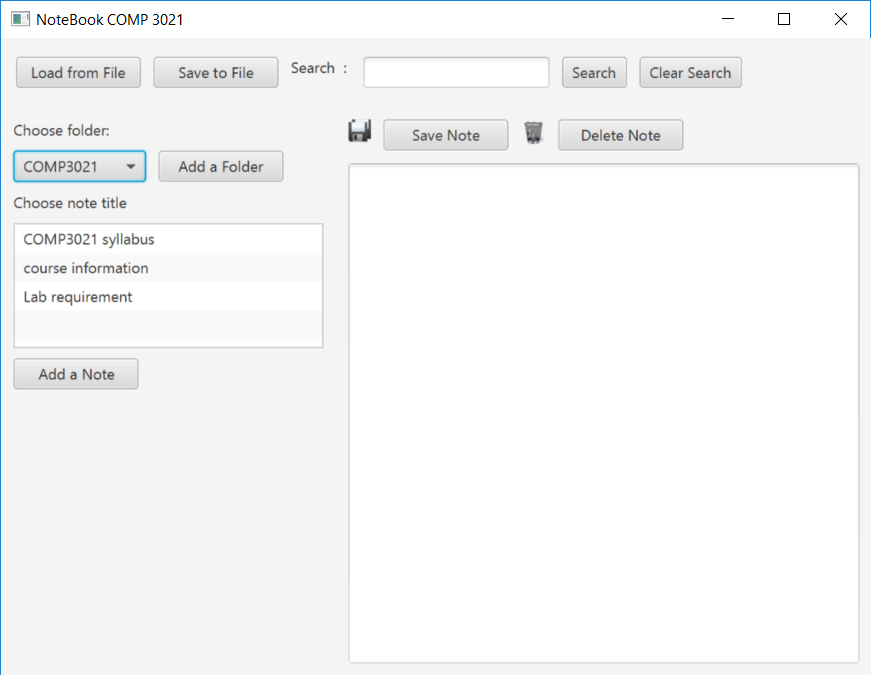 NoteBook COMP 3021
Load from File Save to File Search : Search Clear Search
Choose folder:
COMP3021 Add a Folder
Choose note title
COMP3021 syllabus
course information
Lab requirement
Add a Note
Save Note Delete Note